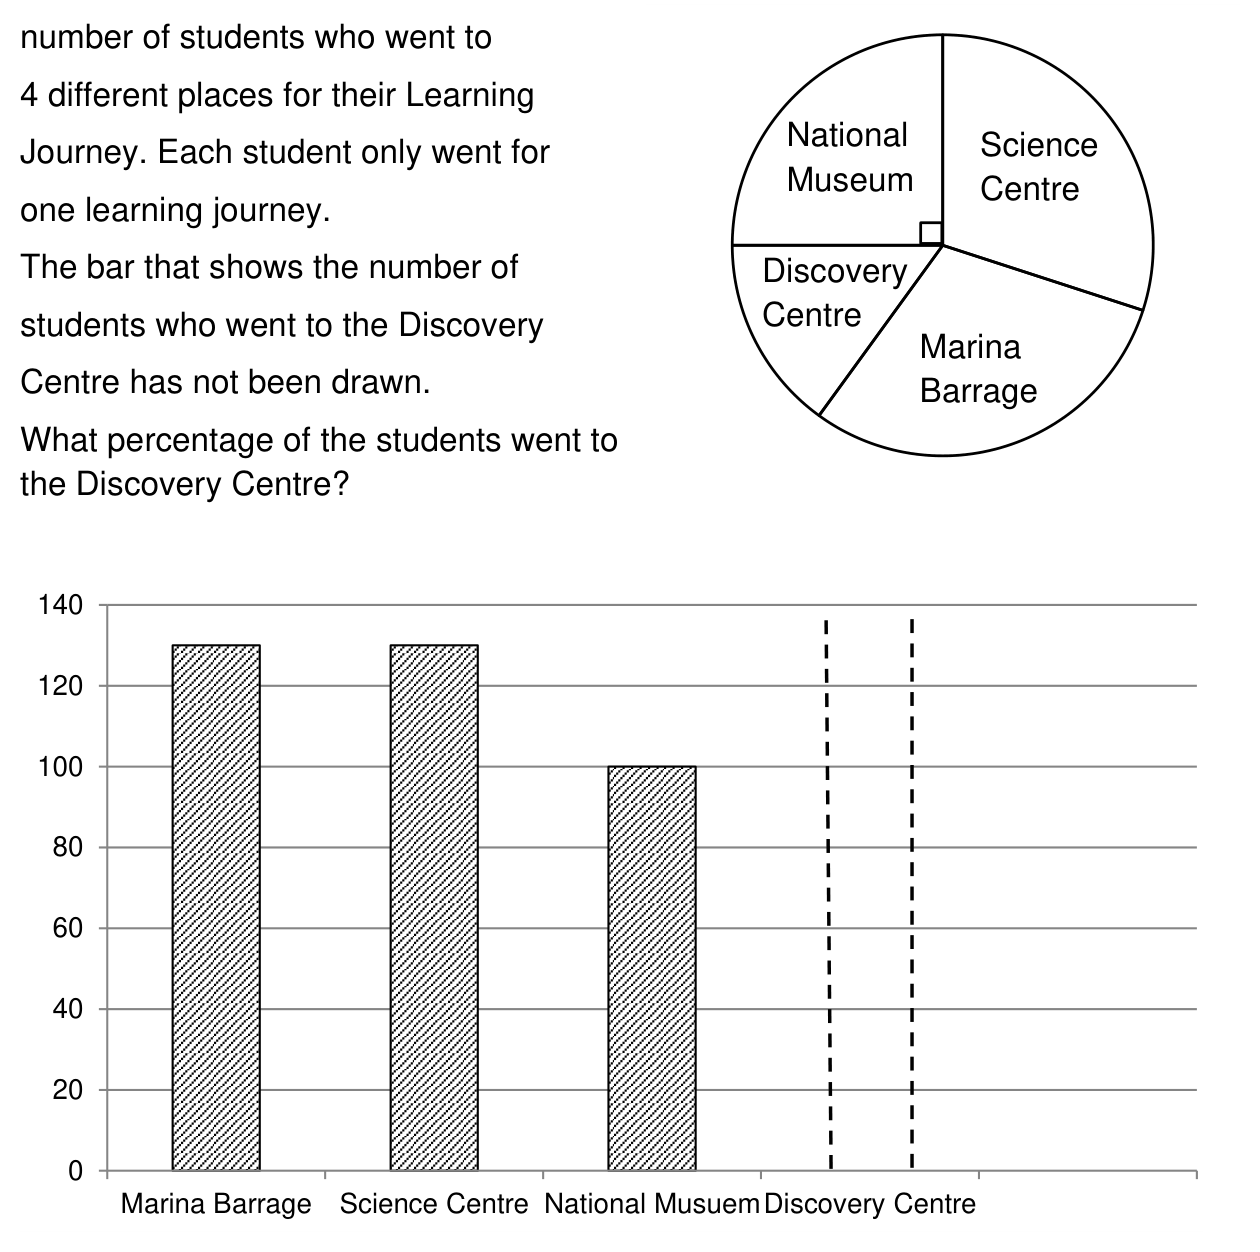 number of students who went to
4 different places for their Learning
Journey. Each student only went for
one learning journey.
The bar that shows the number of
students who went to the Discovery
Centre has not been drawn.
What percentage of the students went to
the Discovery Centre?
National
Museum
Science
Centre
Discovery
Centre
Marina
Barrage
140
120
100
80
60
40
20
0
Marina Barrage
Science Centre
National Musuem
Discovery Centre